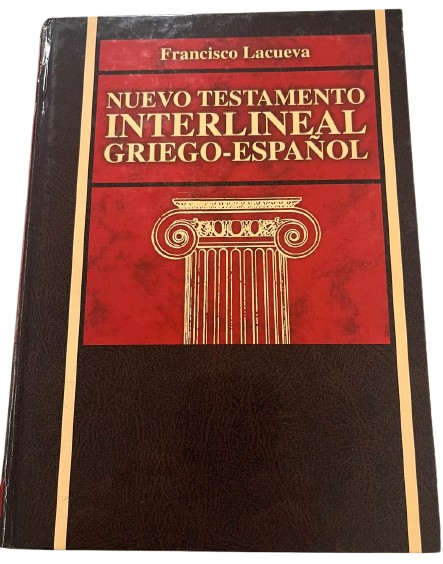 Francisco Lacueva
NUEVO TESTAMENTO
INTERLINEAL
GRIEGO-ESPAÑOL